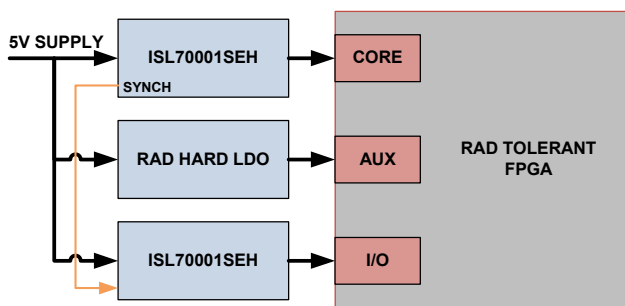 5V SUPPLY
ISL70001SEH
SYNCH
CORE
RAD HARD LDO
AUX
RAD TOLERANT
FPGA
ISL70001SEH
I/O